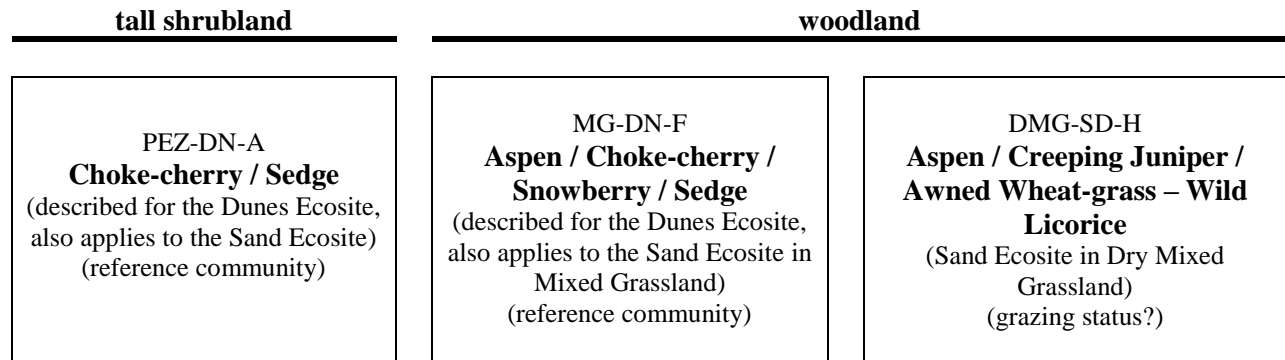 tall shrubland
woodland
PEZ-DN-A
Choke-cherry / Sedge
(described for the Dunes Ecosite,
also applies to the Sand Ecosite)
(reference community)
MG-DN-F
Aspen / Choke-cherry /
Snowberry / Sedge
(described for the Dunes Ecosite,
also applies to the Sand Ecosite in
Mixed Grassland)
(reference community)
DMG-SD-H
Aspen / Creeping Juniper /
Awned Wheat-grass – Wild
Licorice
(Sand Ecosite in Dry Mixed
Grassland)
(grazing status?)